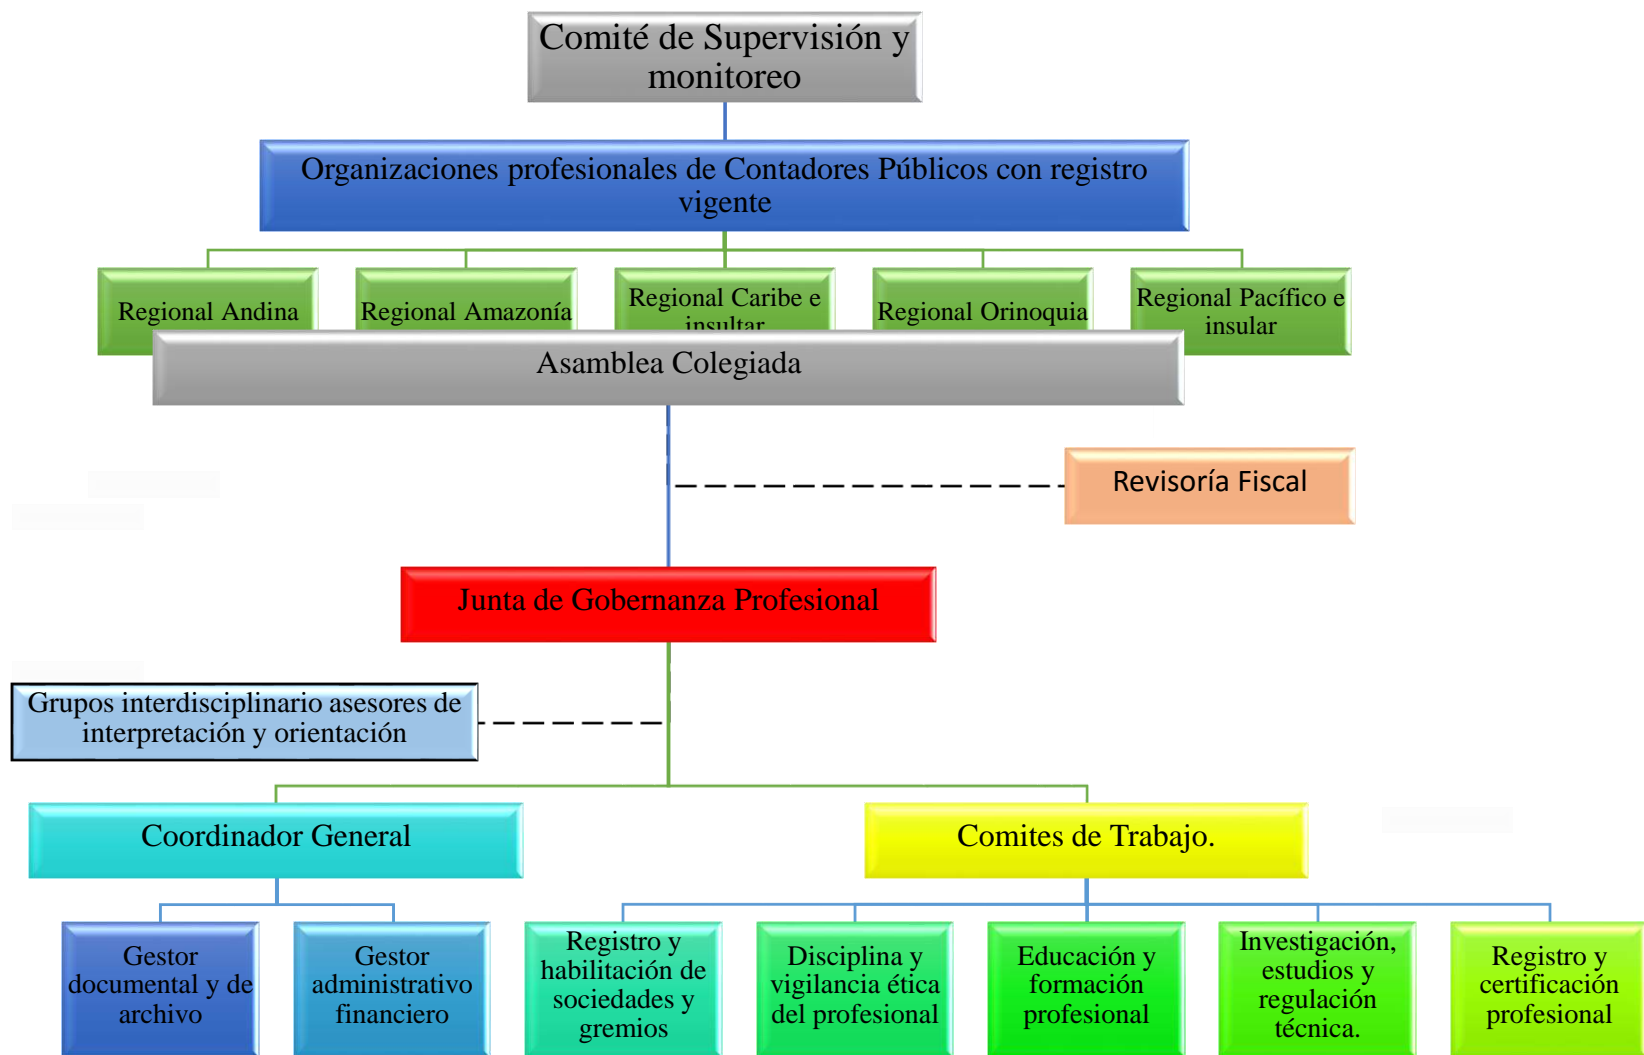 Comité de Supervisión y
monitoreo
Organizaciones profesionales de Contadores Públicos con registro
vigente
Regional Andina
Regional Amazonía
Regional Caribe e
insultar
Regional Orinoquia
Regional Pacífico e
insular
Asamblea Colegiada
Revisoría Fiscal
Junta de Gobernanza Profesional
Grupos interdisciplinario asesores de
interpretación y orientación
Coordinador General
Comites de Trabajo.
Gestor
documental y de
archivo
Gestor
administrativo
financiero
Registro y
habilitación de
sociedades y
gremios
Disciplina y
vigilancia ética
del profesional
Educación y
formación
profesional
Investigación,
estudios y
regulación
técnica.
Registro y
certificación
profesional